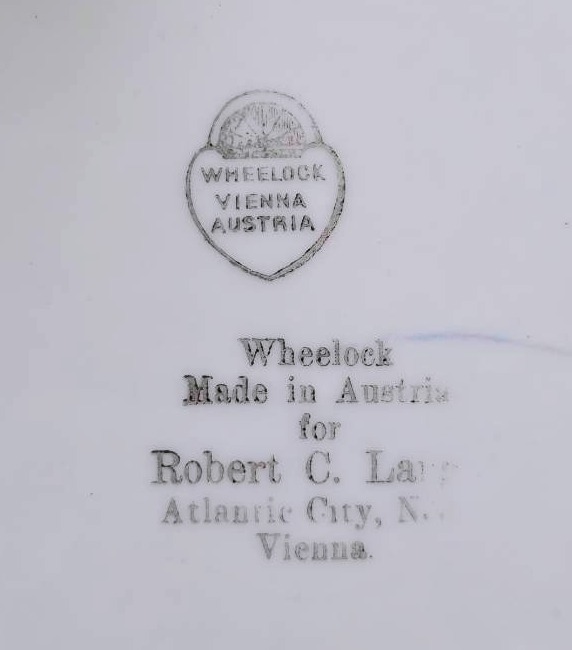 WHEELOCK
VIENNA
AUSTRIA
Wheelock
Made in Austria
for
Robert C.
Atlantic City, N.
Vienna.